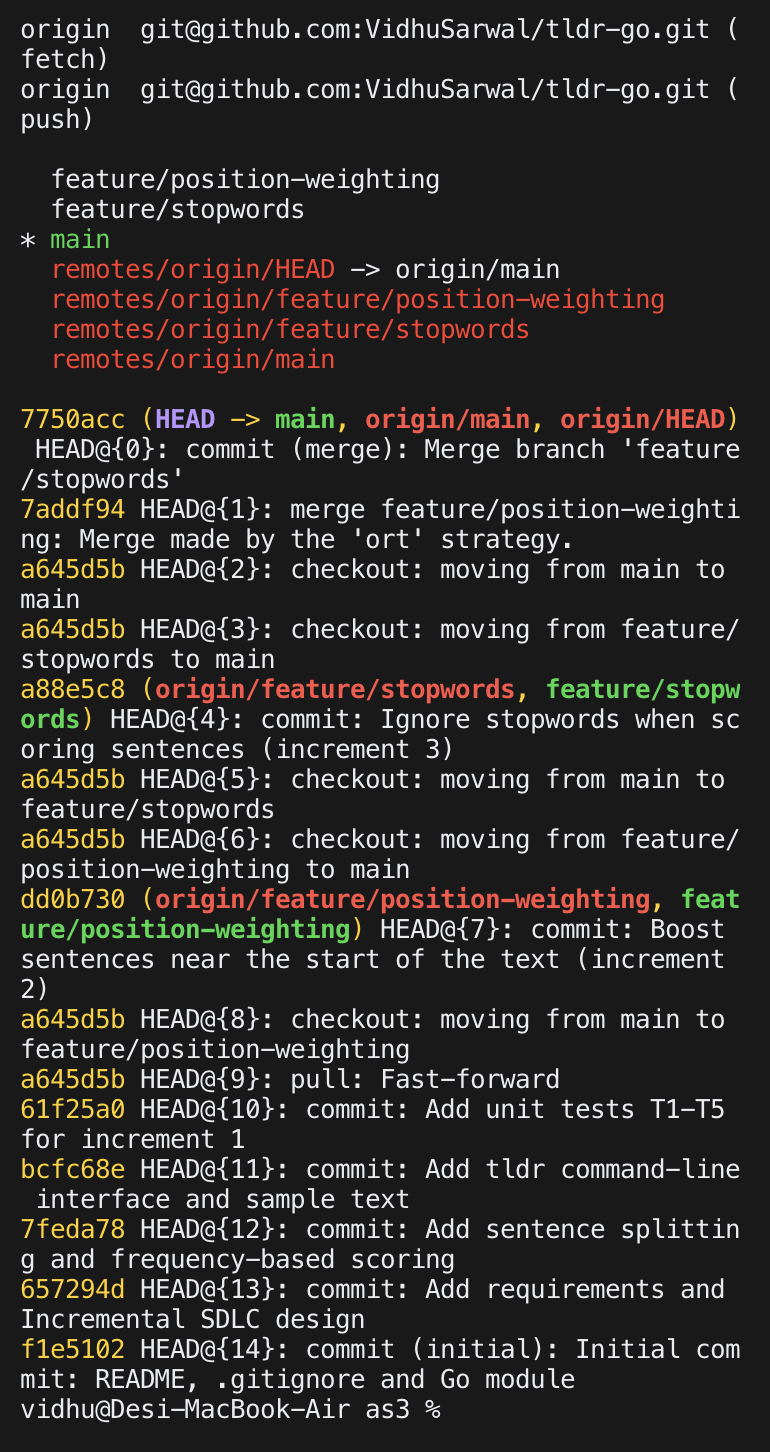 origin  git@github.com:VidhuSarwal/tldr-go.git (
fetch)
origin  git@github.com:VidhuSarwal/tldr-go.git (
push)

  feature/position-weighting
  feature/stopwords
* main
  remotes/origin/HEAD -> origin/main
  remotes/origin/feature/position-weighting
  remotes/origin/feature/stopwords
  remotes/origin/main

7750acc (HEAD -> main, origin/main, origin/HEAD)
 HEAD@{0}: commit (merge): Merge branch 'feature
/stopwords'
7addf94 HEAD@{1}: merge feature/position-weighti
ng: Merge made by the 'ort' strategy.
a645d5b HEAD@{2}: checkout: moving from main to
main
a645d5b HEAD@{3}: checkout: moving from feature/
stopwords to main
a88e5c8 (origin/feature/stopwords, feature/stopw
ords) HEAD@{4}: commit: Ignore stopwords when sc
oring sentences (increment 3)
a645d5b HEAD@{5}: checkout: moving from main to
feature/stopwords
a645d5b HEAD@{6}: checkout: moving from feature/
position-weighting to main
dd0b730 (origin/feature/position-weighting, feat
ure/position-weighting) HEAD@{7}: commit: Boost
sentences near the start of the text (increment
2)
a645d5b HEAD@{8}: checkout: moving from main to
feature/position-weighting
a645d5b HEAD@{9}: pull: Fast-forward
61f25a0 HEAD@{10}: commit: Add unit tests T1-T5
for increment 1
bcfc68e HEAD@{11}: commit: Add tldr command-line
 interface and sample text
7feda78 HEAD@{12}: commit: Add sentence splittin
g and frequency-based scoring
657294d HEAD@{13}: commit: Add requirements and
Incremental SDLC design
f1e5102 HEAD@{14}: commit (initial): Initial com
mit: README, .gitignore and Go module
vidhu@Desi-MacBook-Air as3 %